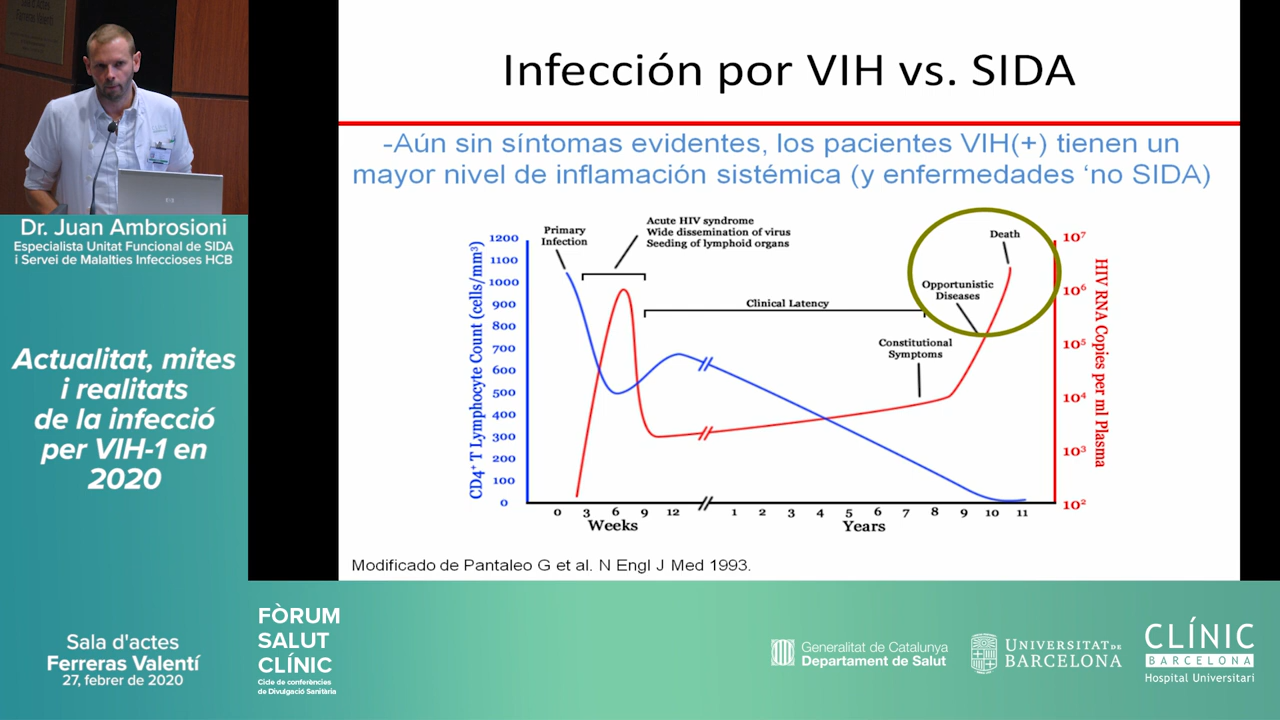 Sala d'actes
Ferreras Valentí
Infección por VIH vs. SIDA
-Aún sin síntomas evidentes, los pacientes VIH(+) tienen un
mayor nivel de inflamación sistémica (y enfermedades ‘no SIDA)
Primary
Infection
Acute HIV syndrome
Wide dissemination of virus
Seeding of lymphoid organs
Clinical Latency
Constitutional
Symptoms
Opportunistic
Diseases
Death
CD4⁺ T Lymphocyte Count (cells/mm³)
1200
1100
1000
900
800
700
600
500
400
300
200
100
0
10⁷
10⁶
10⁵
10⁴
10³
10²
HIV RNA Copies per ml Plasma
0 3 6 9 12 1 2 3 4 5 6 7 8 9 10 11
Weeks Years
Modificado de Pantaleo G et al. N Engl J Med 1993.
Dr. Juan Ambrosioni
Especialista Unitat Funcional de SIDA
i Servei de Malalties Infeccioses HCB
Actualitat, mites
i realitats
de la infecció
per VIH-1 en
2020
Sala d'actes
Ferreras Valentí
27, febrer de 2020
FÒRUM
SALUT
CLÍNIC
Cicle de conferències
de Divulgació Sanitària
Generalitat de Catalunya
Departament de Salut
UNIVERSITAT DE
BARCELONA
CLÍNIC
BARCELONA
Hospital Universitari